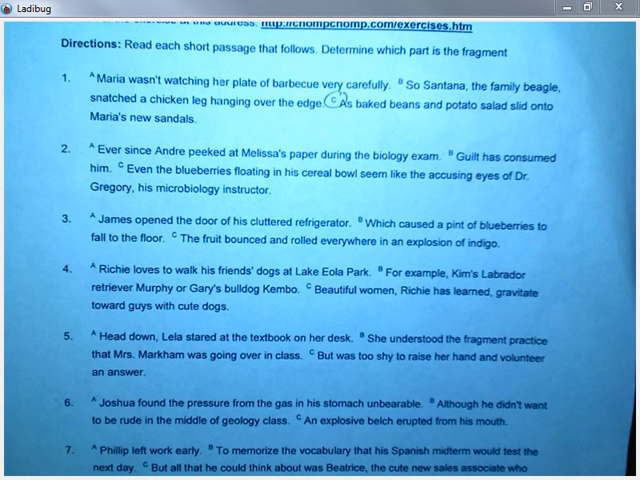 Ladibug
of the exercise at this address: http://chompchomp.com/exercises.htm
Directions: Read each short passage that follows. Determine which part is the fragment
1. A Maria wasn't watching her plate of barbecue very carefully. B So Santana, the family beagle,
snatched a chicken leg hanging over the edge. C As baked beans and potato salad slid onto
Maria's new sandals.
2. A Ever since Andre peeked at Melissa's paper during the biology exam. B Guilt has consumed
him. C Even the blueberries floating in his cereal bowl seem like the accusing eyes of Dr.
Gregory, his microbiology instructor.
3. A James opened the door of his cluttered refrigerator. B Which caused a pint of blueberries to
fall to the floor. C The fruit bounced and rolled everywhere in an explosion of indigo.
4. A Richie loves to walk his friends' dogs at Lake Eola Park. B For example, Kim's Labrador
retriever Murphy or Gary's bulldog Kembo. C Beautiful women, Richie has learned, gravitate
toward guys with cute dogs.
5. A Head down, Lela stared at the textbook on her desk. B She understood the fragment practice
that Mrs. Markham was going over in class. C But was too shy to raise her hand and volunteer
an answer.
6. A Joshua found the pressure from the gas in his stomach unbearable. B Although he didn't want
to be rude in the middle of geology class. C An explosive belch erupted from his mouth.
7. A Phillip left work early. B To memorize the vocabulary that his Spanish midterm would test the
next day. C But all that he could think about was Beatrice, the cute new sales associate who